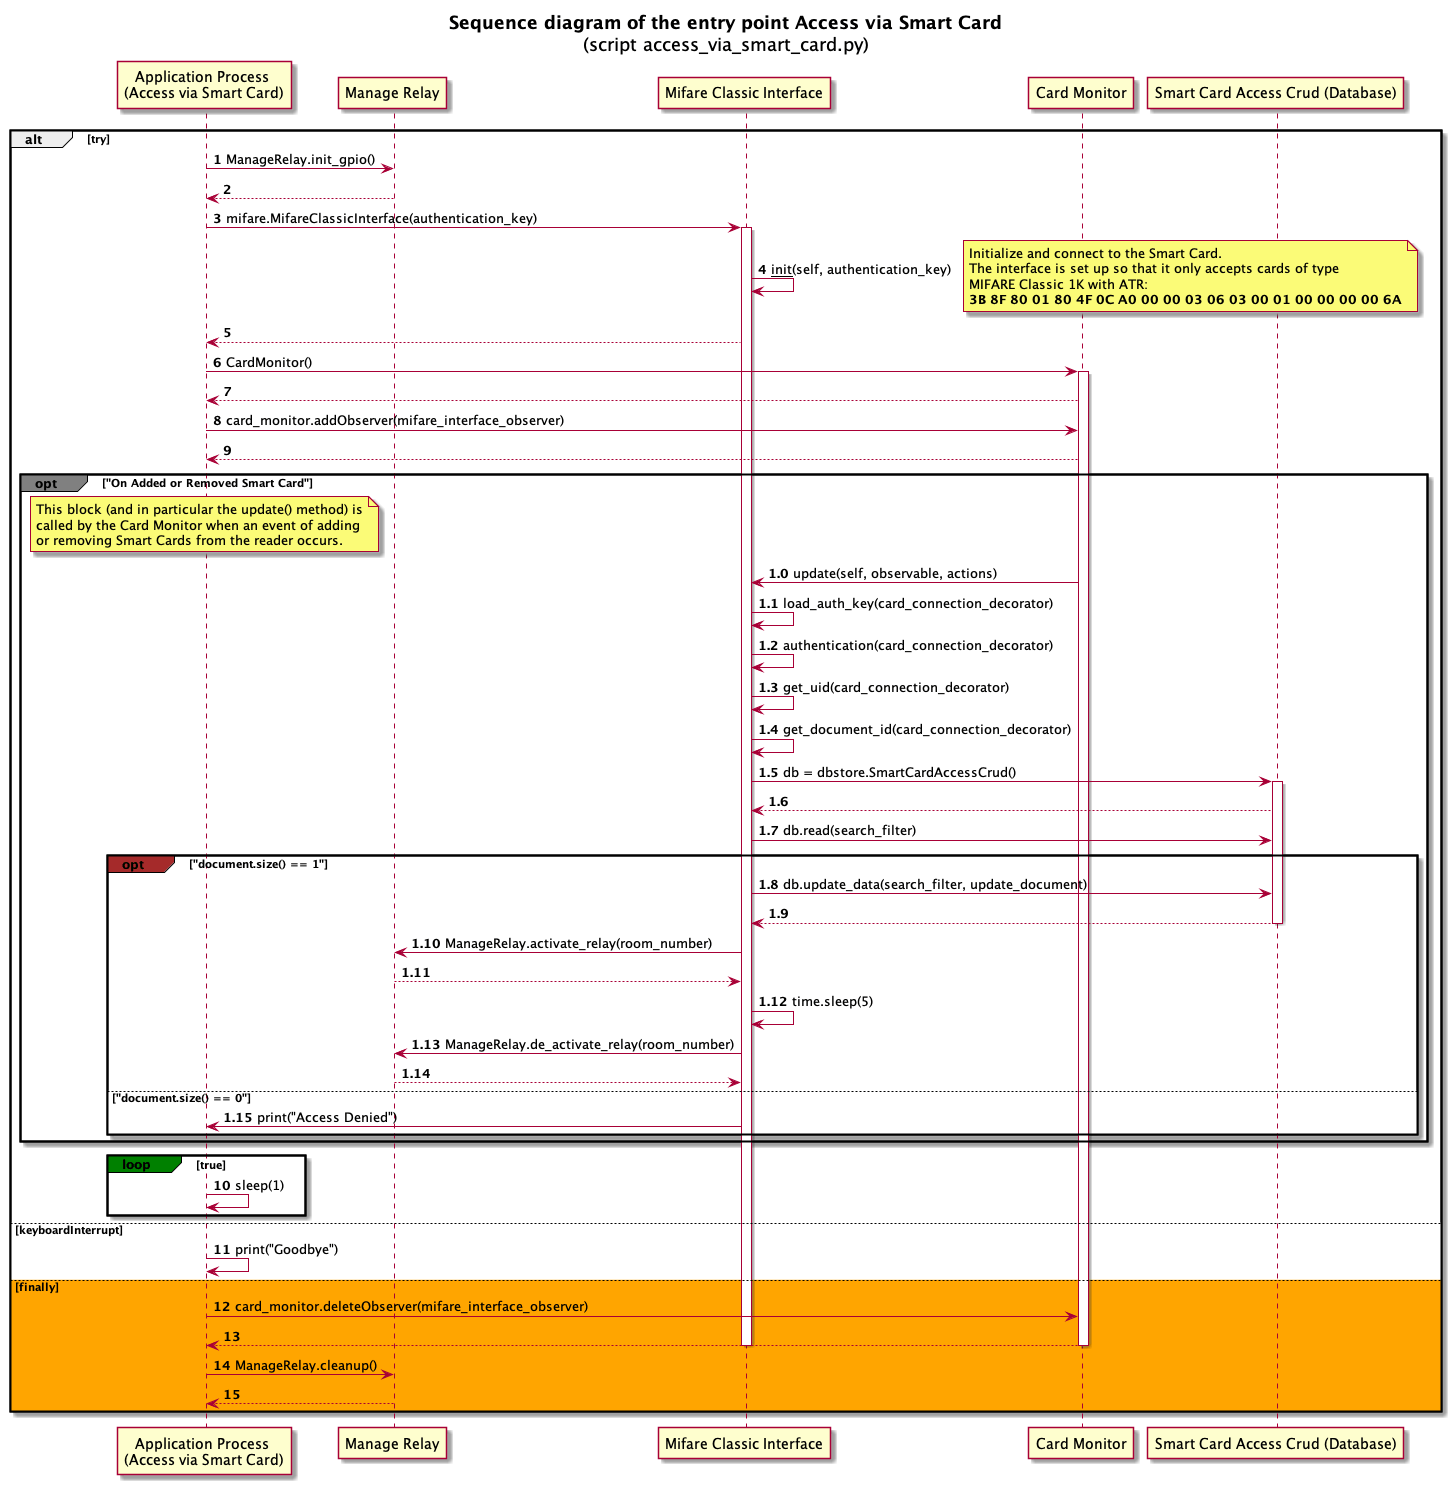 Sequence diagram of the entry point Access via Smart Card
(script access_via_smart_card.py)
Application Process
(Access via Smart Card)
Manage Relay
Mifare Classic Interface
Card Monitor
Smart Card Access Crud (Database)
alt [try]
1 ManageRelay.init_gpio()
2
3 mifare.MifareClassicInterface(authentication_key)
4 init(self, authentication_key)
Initialize and connect to the Smart Card.
The interface is set up so that it only accepts cards of type
MIFARE Classic 1K with ATR:
3B 8F 80 01 80 4F 0C A0 00 00 03 06 03 00 01 00 00 00 00 6A
5
6 CardMonitor()
7
8 card_monitor.addObserver(mifare_interface_observer)
9
opt ["On Added or Removed Smart Card"]
This block (and in particular the update() method) is
called by the Card Monitor when an event of adding
or removing Smart Cards from the reader occurs.
1.0 update(self, observable, actions)
1.1 load_auth_key(card_connection_decorator)
1.2 authentication(card_connection_decorator)
1.3 get_uid(card_connection_decorator)
1.4 get_document_id(card_connection_decorator)
1.5 db = dbstore.SmartCardAccessCrud()
1.6
1.7 db.read(search_filter)
opt ["document.size() == 1"]
1.8 db.update_data(search_filter, update_document)
1.9
1.10 ManageRelay.activate_relay(room_number)
1.11
1.12 time.sleep(5)
1.13 ManageRelay.de_activate_relay(room_number)
1.14
["document.size() == 0"]
1.15 print("Access Denied")
loop [true]
10 sleep(1)
[keyboardInterrupt]
11 print("Goodbye")
[finally]
12 card_monitor.deleteObserver(mifare_interface_observer)
13
14 ManageRelay.cleanup()
15
Application Process
(Access via Smart Card)
Manage Relay
Mifare Classic Interface
Card Monitor
Smart Card Access Crud (Database)